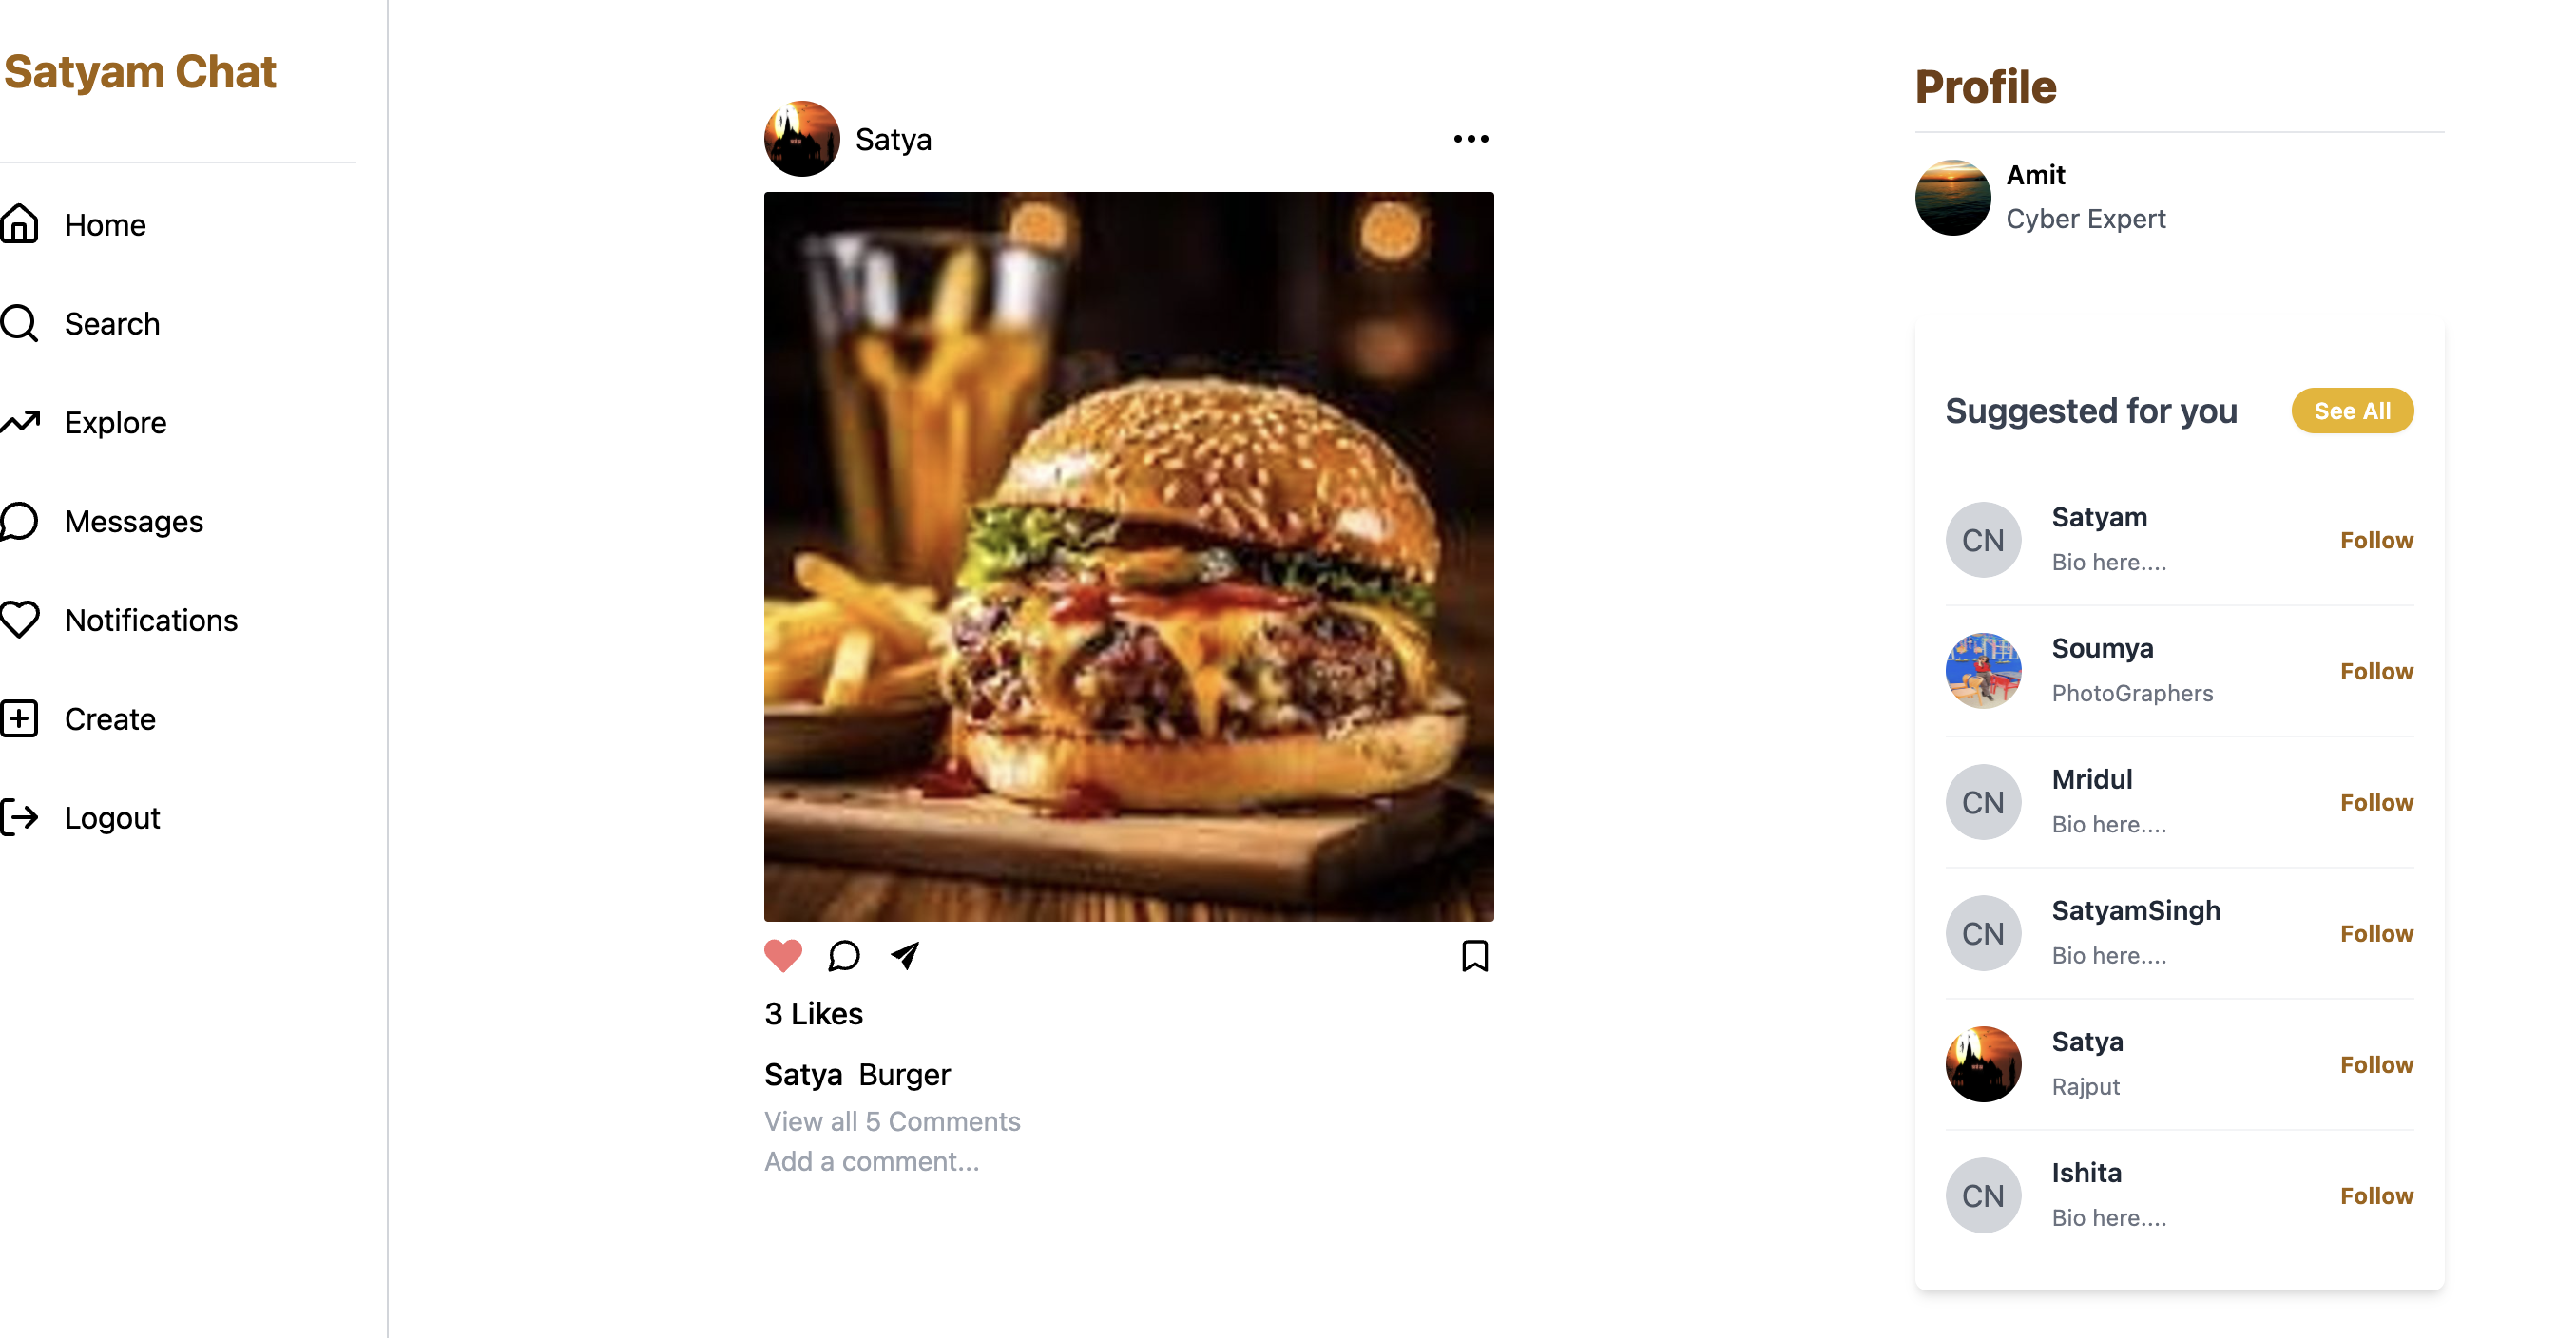 Satyam Chat
Home
Search
Explore
Messages
Notifications
Create
Logout
Satya
3 Likes
Satya Burger
View all 5 Comments
Add a comment...
Profile
Amit
Cyber Expert
Suggested for you
See All
CN
Satyam
Bio here....
Follow
Soumya
PhotoGraphers
Follow
CN
Mridul
Bio here....
Follow
CN
SatyamSingh
Bio here....
Follow
Satya
Rajput
Follow
CN
Ishita
Bio here....
Follow